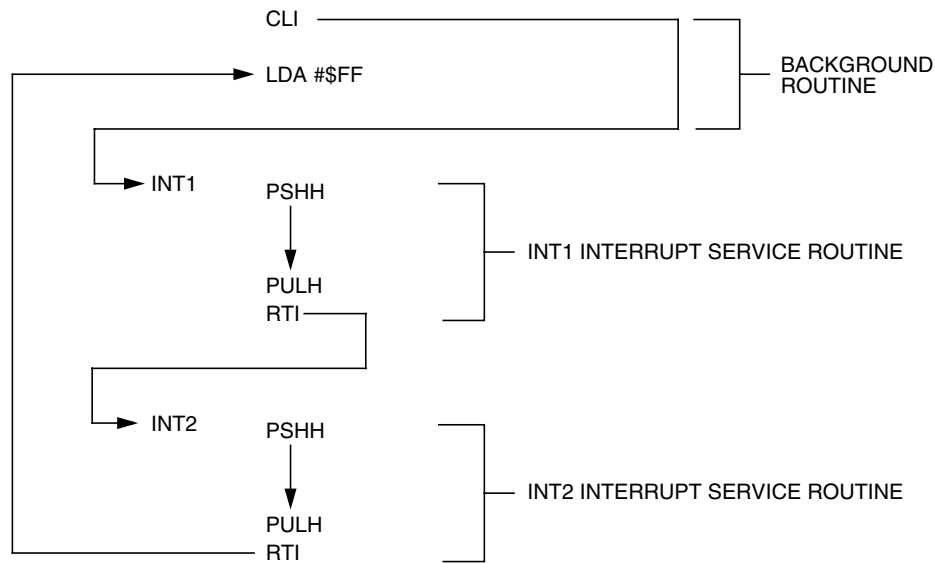 CLI
LDA #$FF
BACKGROUND
ROUTINE
INT1
PSHH
INT1 INTERRUPT SERVICE ROUTINE
PULH
RTI
INT2
PSHH
INT2 INTERRUPT SERVICE ROUTINE
PULH
RTI